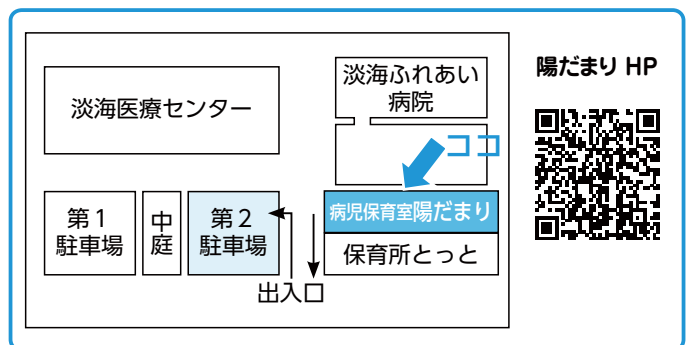 淡海医療センター
淡海ふれあい
病院
ココ
第1
駐車場
中
庭
第2
駐車場
病児保育室陽だまり
保育所とっと
出入口
陽だまり HP